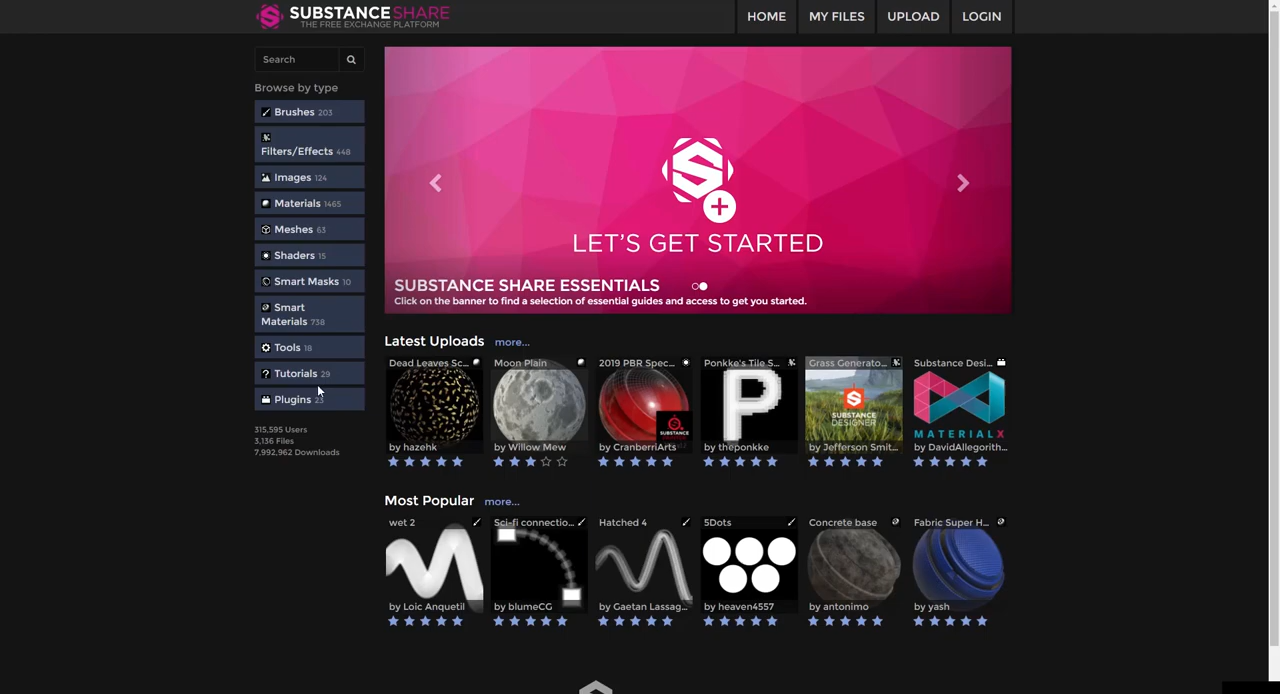 SUBSTANCE SHARE
THE FREE EXCHANGE PLATFORM
HOME
MY FILES
UPLOAD
LOGIN
Search
Browse by type
Brushes 203
Filters/Effects 448
Images 124
Materials 1465
Meshes 63
Shaders 15
Smart Masks 10
Smart
Materials 738
Tools 18
Tutorials 29
Plugins
315,595 Users
3,136 Files
7,992,962 Downloads
LET'S GET STARTED
SUBSTANCE SHARE ESSENTIALS
Click on the banner to find a selection of essential guides and access to get you started.
Latest Uploads more...
Dead Leaves Sc...
by hazehk
Moon Plain
by Willow Mew
2019 PBR Spec...
SUBSTANCE
by CranberriArts
Ponkke's Tile S...
P
by theponkke
Grass Generato...
SUBSTANCE
DESIGNER
by Jefferson Smit...
Substance Desi...
MATERIALX
by DavidAllegorith...
Most Popular more...
wet 2
by Loic Anquetil
Sci-fi connectio...
by blumeCG
Hatched 4
by Gaetan Lassag...
5Dots
by heaven4557
Concrete base
by antonimo
Fabric Super H...
by yash